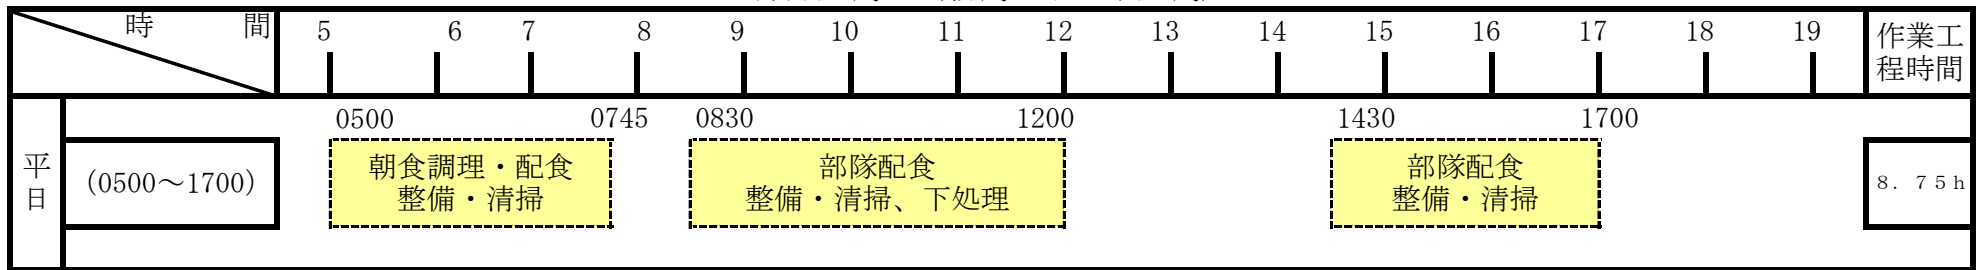 時 間 5 6 7 8 9 10 11 12 13 14 15 16 17 18 19 作業工
程時間
0500 0745 0830 1200 1430 1700
平日
(0500～1700)
朝食調理・配食
整備・清掃
部隊配食
整備・清掃、下処理
部隊配食
整備・清掃
８．７５ｈ